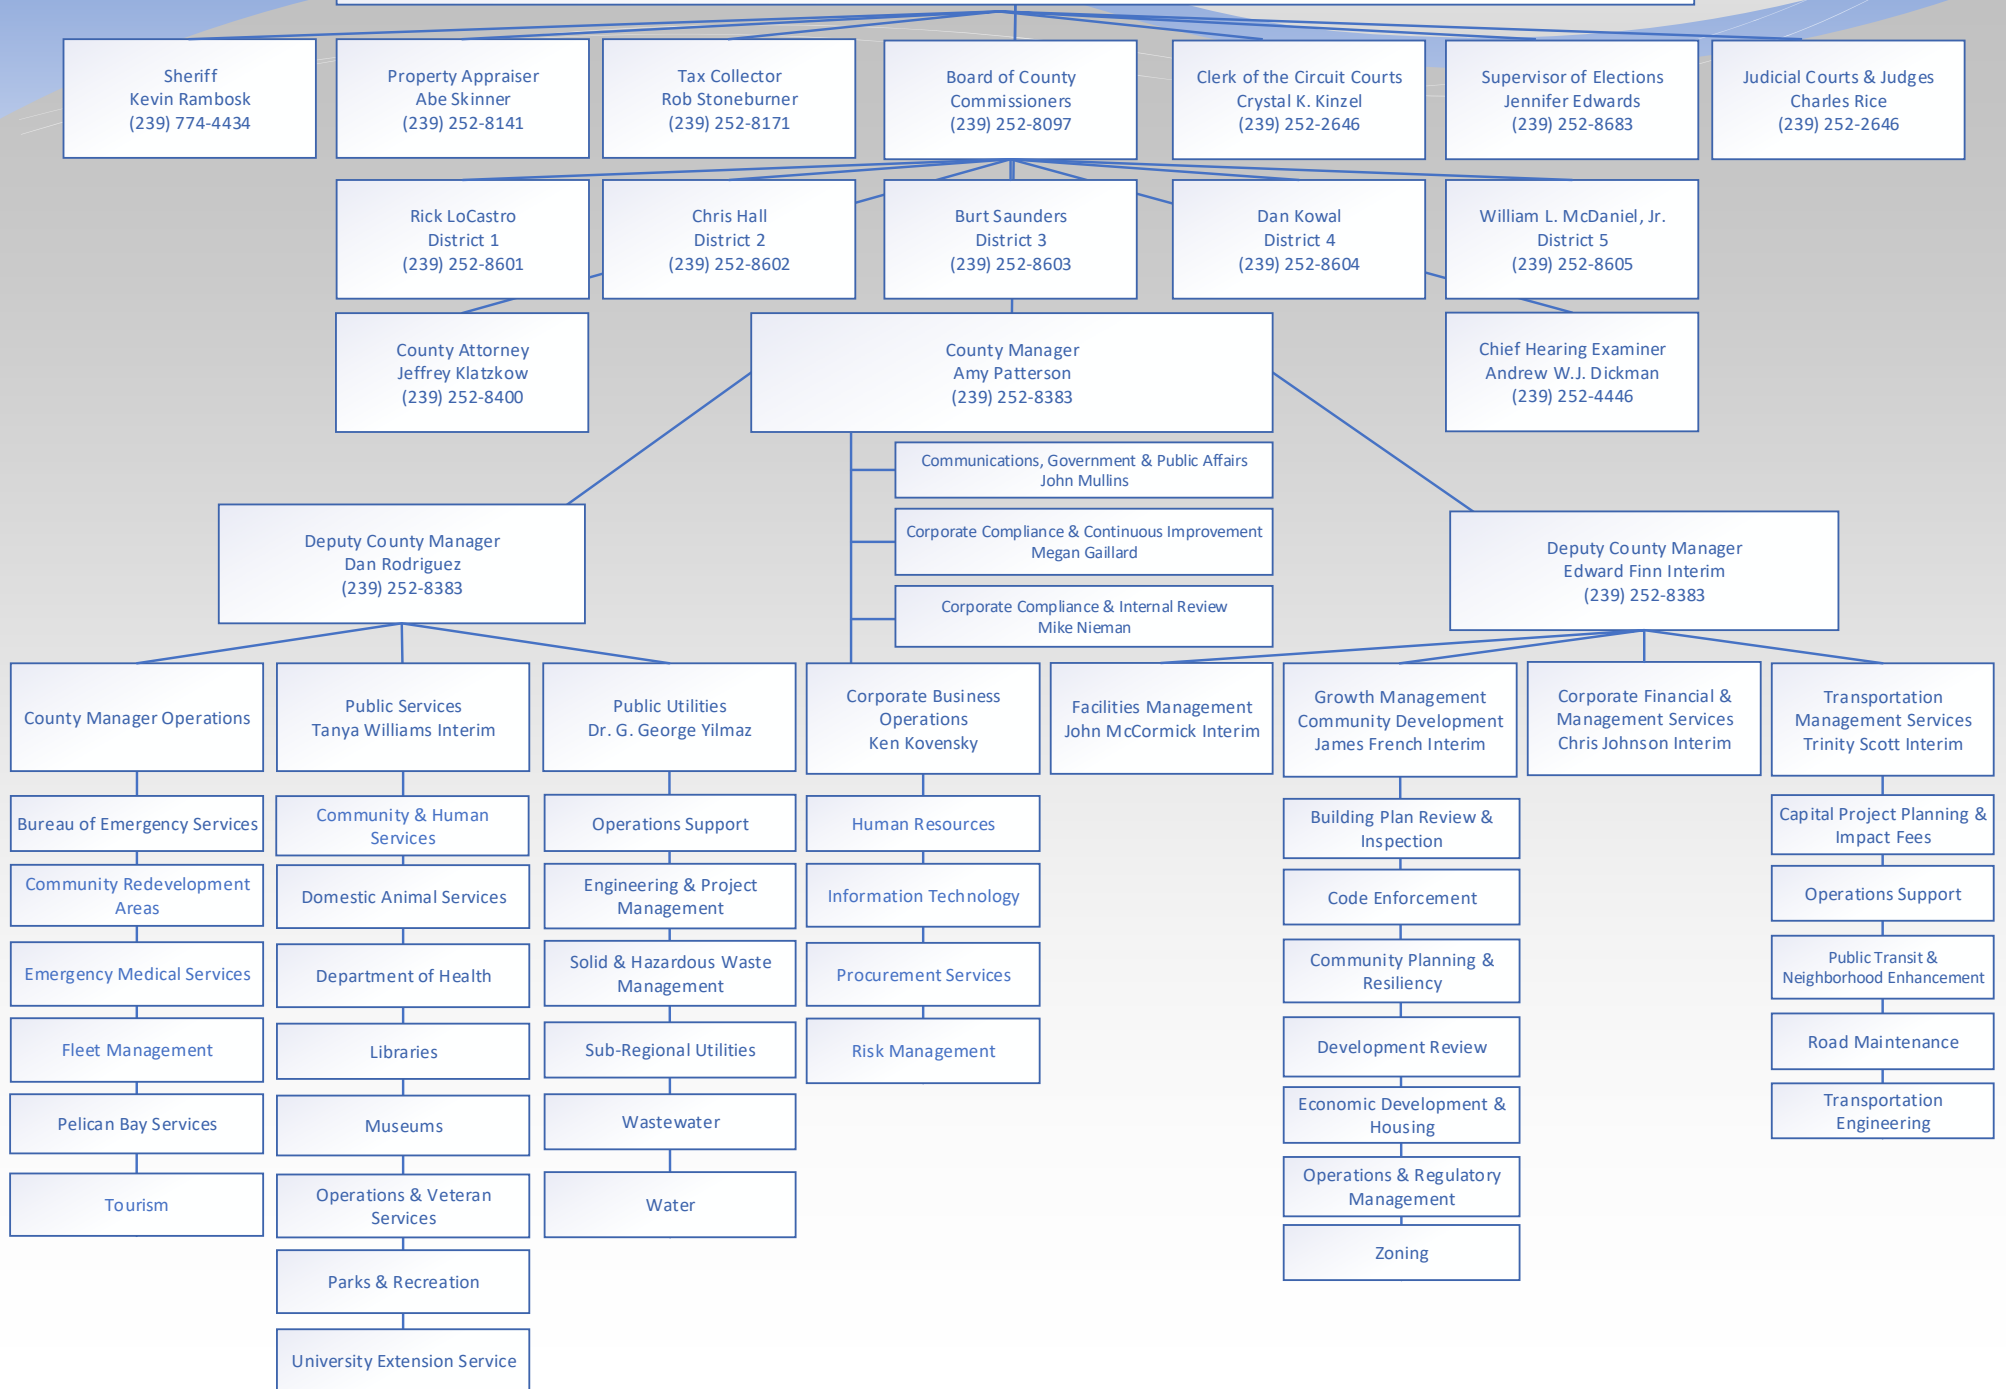 Sheriff
Kevin Rambosk
(239) 774-4434
Property Appraiser
Abe Skinner
(239) 252-8141
Tax Collector
Rob Stoneburner
(239) 252-8171
Board of County
Commissioners
(239) 252-8097
Clerk of the Circuit Courts
Crystal K. Kinzel
(239) 252-2646
Supervisor of Elections
Jennifer Edwards
(239) 252-8683
Judicial Courts & Judges
Charles Rice
(239) 252-2646
Rick LoCastro
District 1
(239) 252-8601
Chris Hall
District 2
(239) 252-8602
Burt Saunders
District 3
(239) 252-8603
Dan Kowal
District 4
(239) 252-8604
William L. McDaniel, Jr.
District 5
(239) 252-8605
County Attorney
Jeffrey Klatzkow
(239) 252-8400
County Manager
Amy Patterson
(239) 252-8383
Chief Hearing Examiner
Andrew W.J. Dickman
(239) 252-4446
Communications, Government & Public Affairs
John Mullins
Corporate Compliance & Continuous Improvement
Megan Gaillard
Corporate Compliance & Internal Review
Mike Nieman
Deputy County Manager
Dan Rodriguez
(239) 252-8383
Deputy County Manager
Edward Finn Interim
(239) 252-8383
County Manager Operations
Public Services
Tanya Williams Interim
Public Utilities
Dr. G. George Yilmaz
Corporate Business
Operations
Ken Kovensky
Facilities Management
John McCormick Interim
Growth Management
Community Development
James French Interim
Corporate Financial &
Management Services
Chris Johnson Interim
Transportation
Management Services
Trinity Scott Interim
Bureau of Emergency Services
Community Redevelopment
Areas
Emergency Medical Services
Fleet Management
Pelican Bay Services
Tourism
Community & Human
Services
Domestic Animal Services
Department of Health
Libraries
Museums
Operations & Veteran
Services
Parks & Recreation
University Extension Service
Operations Support
Engineering & Project
Management
Solid & Hazardous Waste
Management
Sub-Regional Utilities
Wastewater
Water
Human Resources
Information Technology
Procurement Services
Risk Management
Building Plan Review &
Inspection
Code Enforcement
Community Planning &
Resiliency
Development Review
Economic Development &
Housing
Operations & Regulatory
Management
Zoning
Capital Project Planning &
Impact Fees
Operations Support
Public Transit &
Neighborhood Enhancement
Road Maintenance
Transportation
Engineering